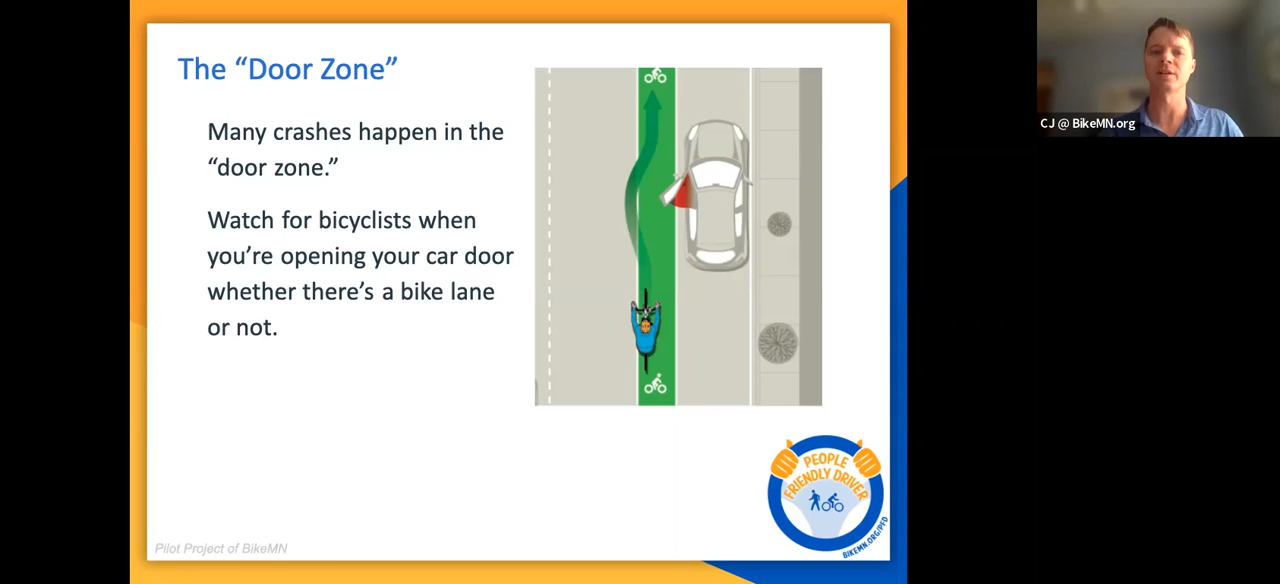 The “Door Zone”
Many crashes happen in the
“door zone.”
Watch for bicyclists when
you’re opening your car door
whether there’s a bike lane
or not.
PEOPLE
FRIENDLY DRIVER
BIKEMN.ORG/PFD
Pilot Project of BikeMN
CJ @ BikeMN.org